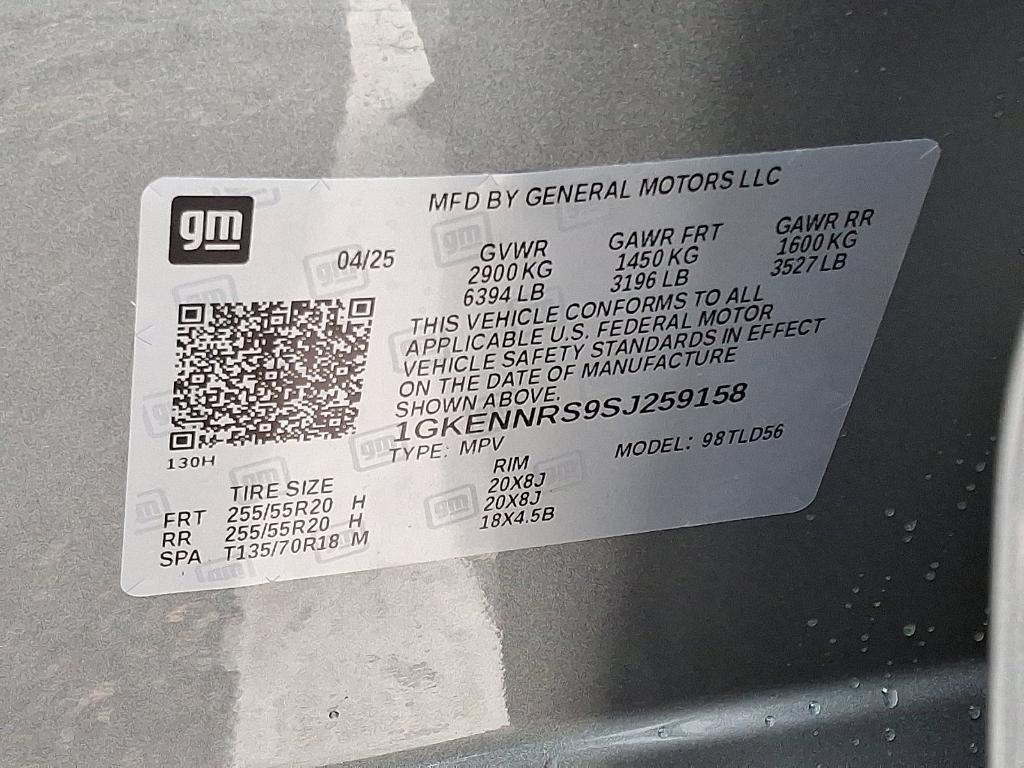 gm
MFD BY GENERAL MOTORS LLC
04/25
GVWR GAWR FRT GAWR RR
2900 KG 1450 KG 1600 KG
6394 LB 3196 LB 3527 LB
THIS VEHICLE CONFORMS TO ALL
APPLICABLE U.S. FEDERAL MOTOR
VEHICLE SAFETY STANDARDS IN EFFECT
ON THE DATE OF MANUFACTURE
SHOWN ABOVE.
1GKENNRS9SJ259158
TYPE: MPV MODEL: 98TLD56
130H
TIRE SIZE RIM
FRT 255/55R20 H 20X8J
RR 255/55R20 H 20X8J
SPA T135/70R18 M 18X4.5B